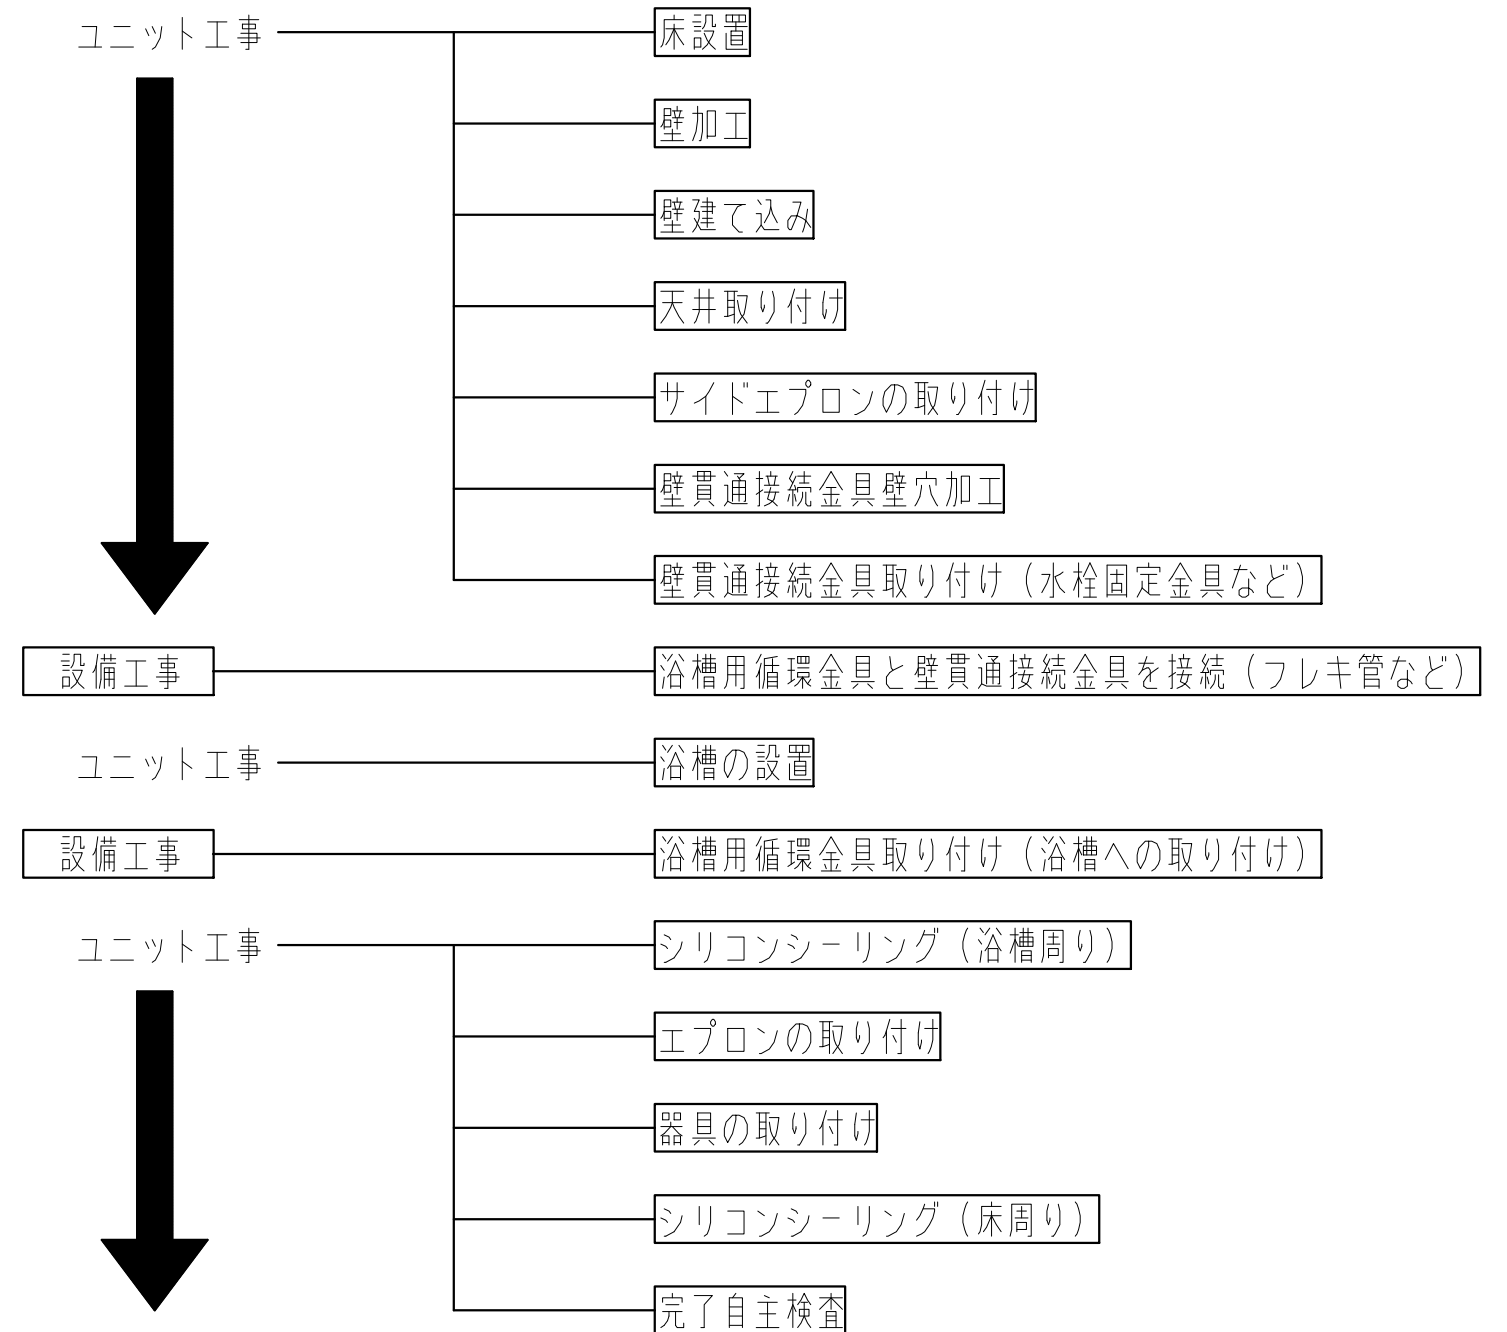 ユニット工事
床設置
壁加工
壁建て込み
天井取り付け
サイドエプロンの取り付け
壁貫通接続金具壁穴加工
壁貫通接続金具取り付け（水栓固定金具など）
設備工事
浴槽用循環金具と壁貫通接続金具を接続（フレキ管など）
ユニット工事
浴槽の設置
設備工事
浴槽用循環金具取り付け（浴槽への取り付け）
ユニット工事
シリコンシーリング（浴槽周り）
エプロンの取り付け
器具の取り付け
シリコンシーリング（床周り）
完了自主検査